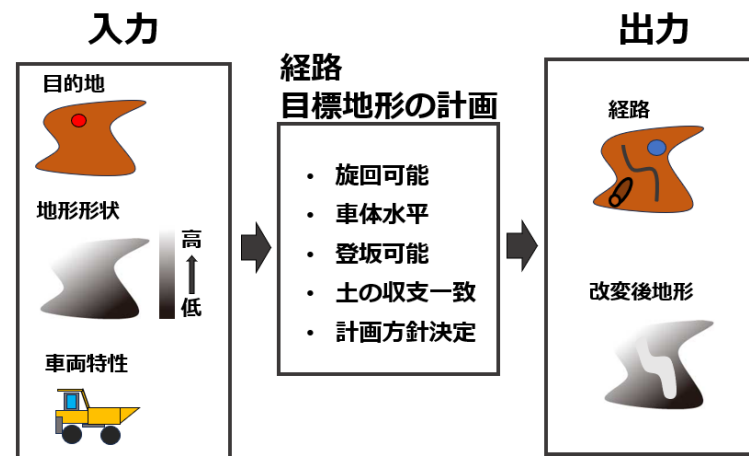 入力
目的地
地形形状
高
低
車両特性
経路
目標地形の計画
・ 旋回可能
・ 車体水平
・ 登坂可能
・ 土の収支一致
・ 計画方針決定
出力
経路
改変後地形